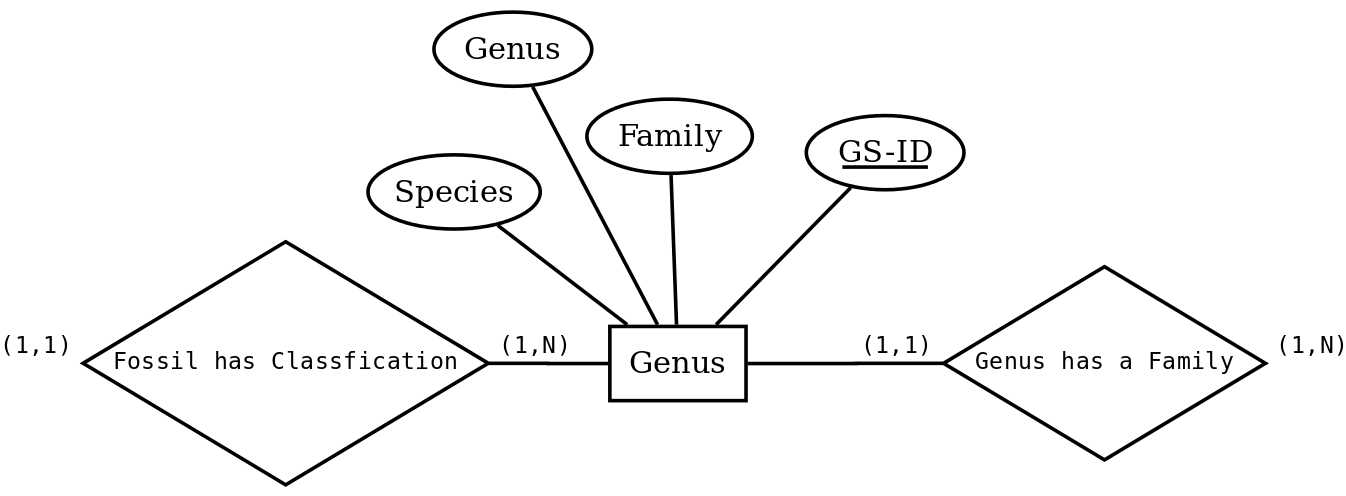 Genus
Family
GS-ID
Species
(1,1)
Fossil has Classfication
(1,N)
Genus
(1,1)
Genus has a Family
(1,N)